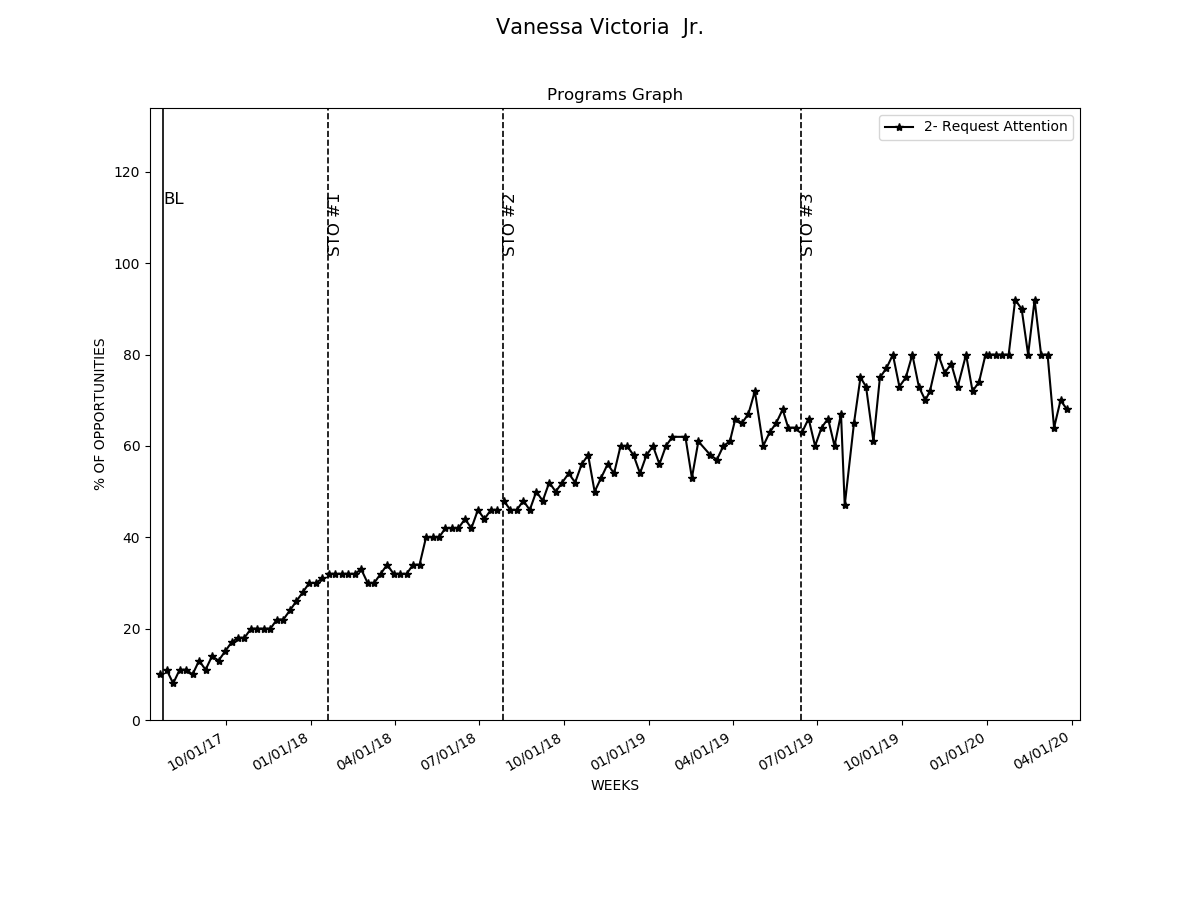 Vanessa Victoria  Jr.
Programs Graph
2- Request Attention
BL
STO #1
STO #2
STO #3
% OF OPPORTUNITIES
120
100
80
60
40
20
0
10/01/17
01/01/18
04/01/18
07/01/18
10/01/18
01/01/19
04/01/19
07/01/19
10/01/19
01/01/20
04/01/20
WEEKS